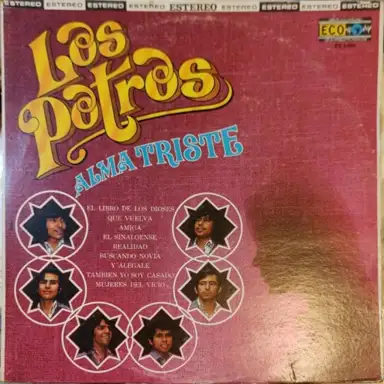 ESTEREO ESTEREO ESTEREO ESTEREO ESTEREO ESTEREO ESTEREO ESTEREO
ECO
Los
Potros
ALMA TRISTE
EL LIBRO DE LOS DIOSES
QUE VUELVA
AMIGA
EL SINALOENSE
REALIDAD
BUSCANDO NOVIA
Y ALEGALE
TAMBIEN YO SOY CASADO
MUJERES DEL VICIO